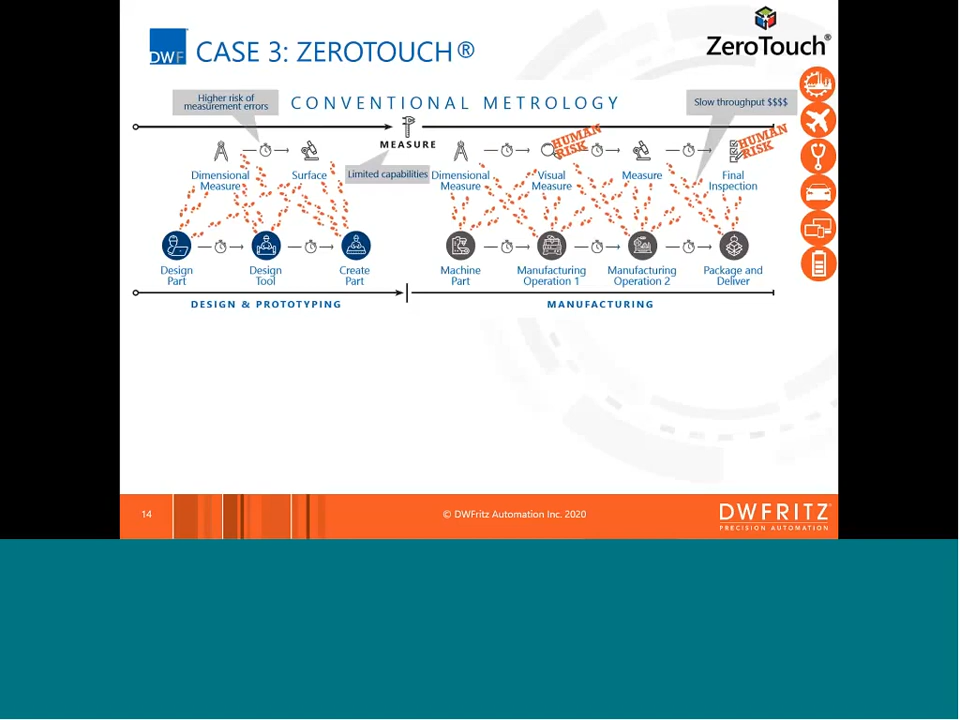 DWF
CASE 3: ZEROTOUCH®
ZeroTouch®
Higher risk of
measurement errors
CONVENTIONAL METROLOGY
Slow throughput $$$$
MEASURE
HUMAN
RISK
HUMAN
RISK
Dimensional
Measure
Surface
Limited capabilities
Dimensional
Measure
Visual
Measure
Measure
Final
Inspection
Design
Part
Design
Tool
Create
Part
Machine
Part
Manufacturing
Operation 1
Manufacturing
Operation 2
Package and
Deliver
DESIGN & PROTOTYPING
MANUFACTURING
14
© DWFritz Automation Inc. 2020
DWFRITZ
PRECISION AUTOMATION